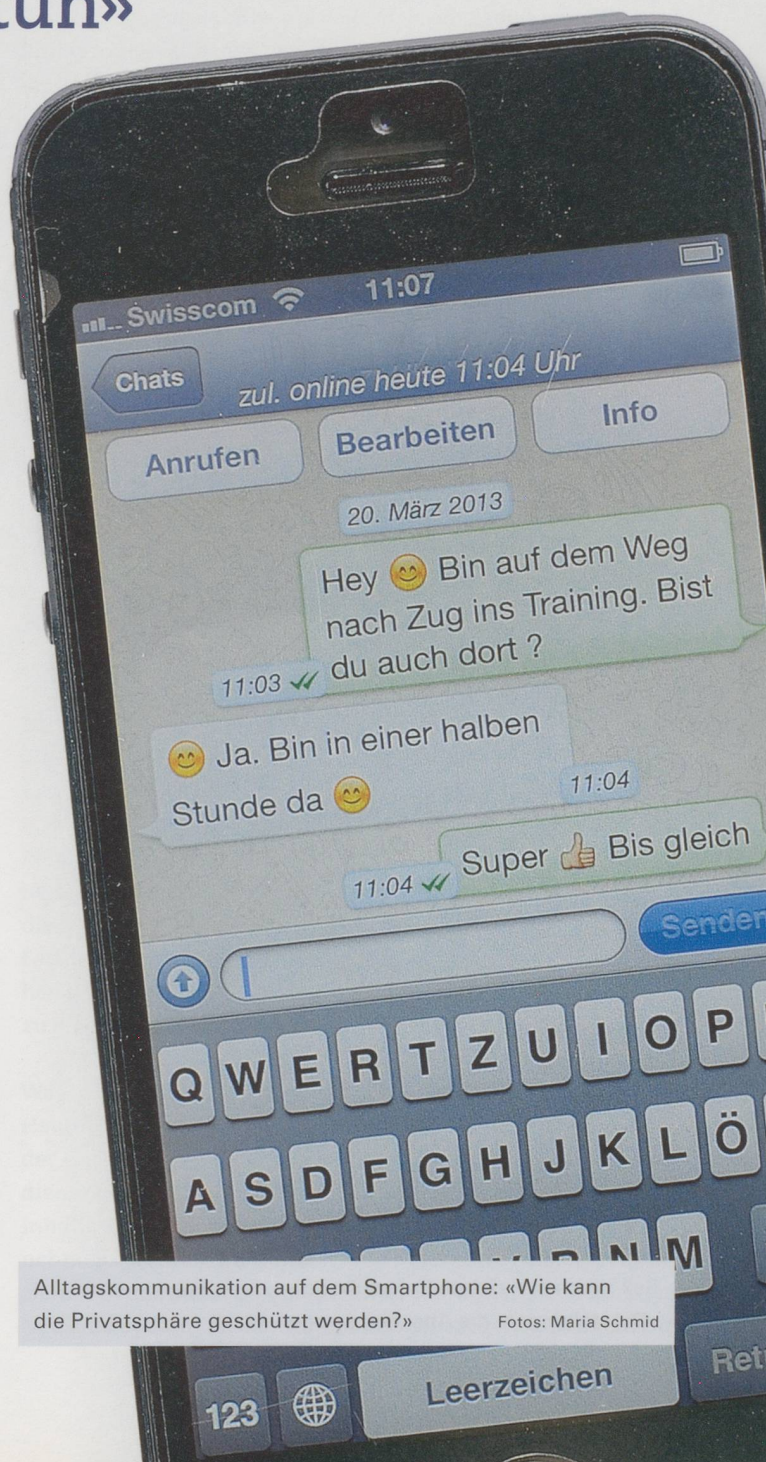 Swisscom 11:07
Chats
zul. online heute 11:04 Uhr
Anrufen Bearbeiten Info
20. März 2013
Hey 😊 Bin auf dem Weg
nach Zug ins Training. Bist
du auch dort ?
11:03
😊 Ja. Bin in einer halben
Stunde da 😊
11:04
Super 👍 Bis gleich
11:04
Senden
Q W E R T Z U I O P
A S D F G H J K L Ö
N M
Alltagskommunikation auf dem Smartphone: «Wie kann
die Privatsphäre geschützt werden?» Fotos: Maria Schmid
123 Leerzeichen